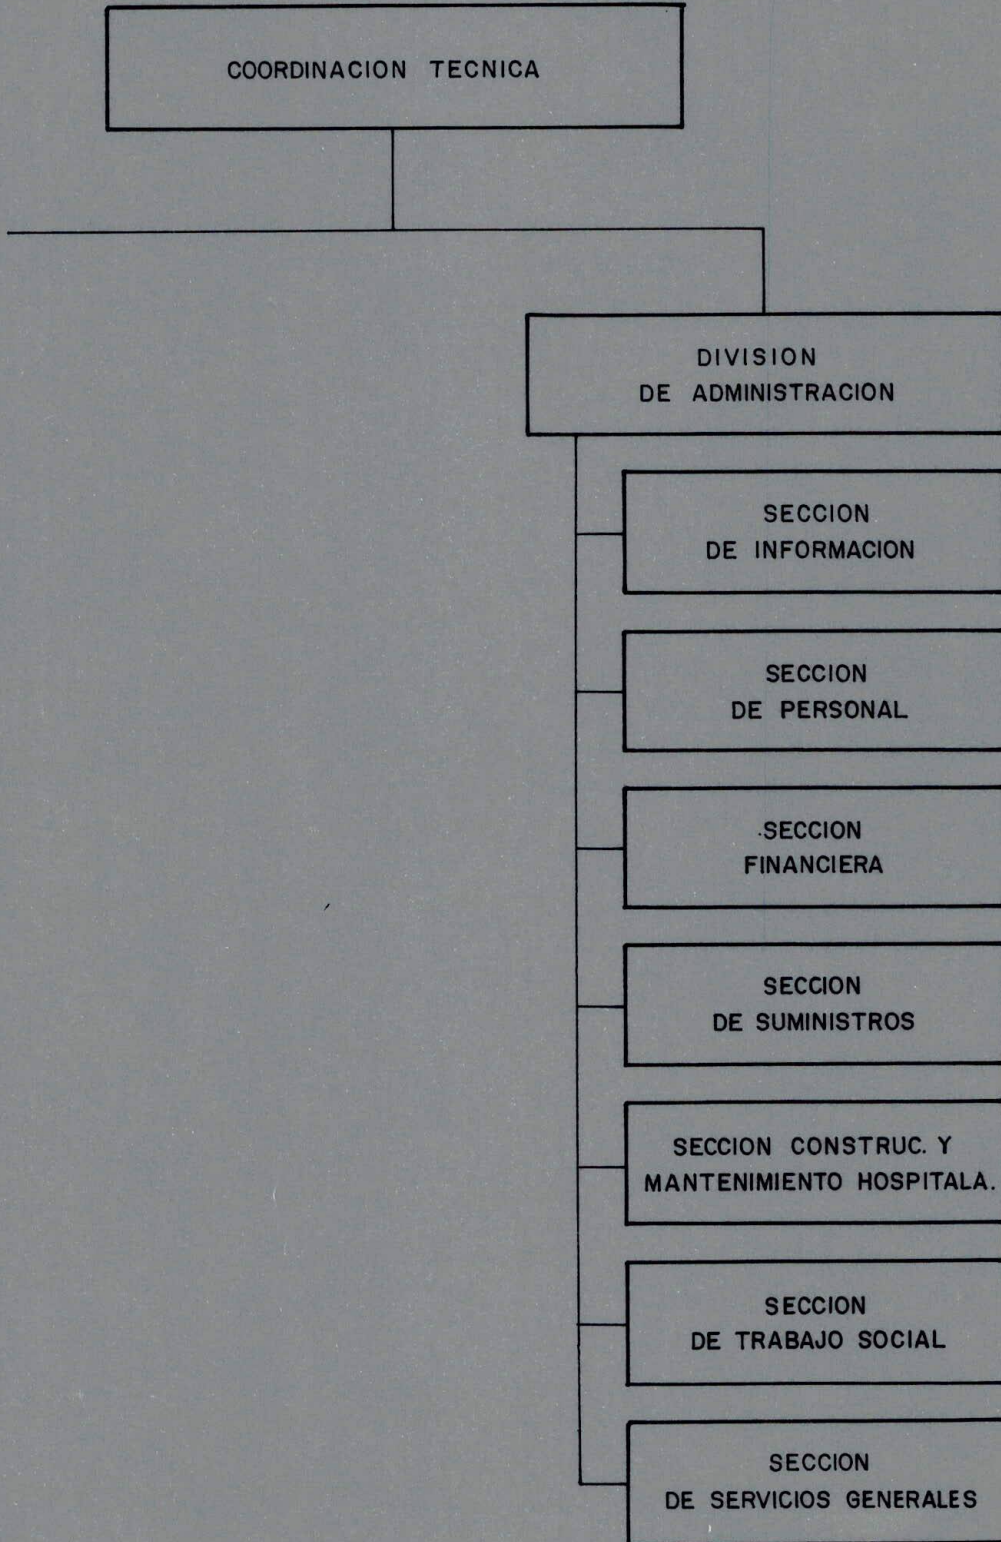 COORDINACION TECNICA
DIVISION
DE ADMINISTRACION
SECCION
DE INFORMACION
SECCION
DE PERSONAL
SECCION
FINANCIERA
SECCION
DE SUMINISTROS
SECCION CONSTRUC. Y
MANTENIMIENTO HOSPITALA.
SECCION
DE TRABAJO SOCIAL
SECCION
DE SERVICIOS GENERALES